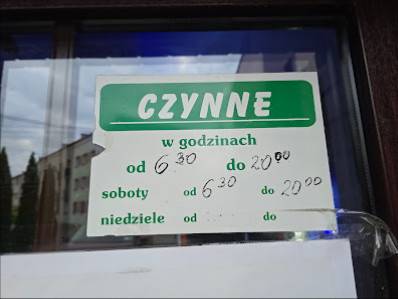 CZYNNE
w godzinach
od 6³⁰ do 20⁰⁰
soboty od 6³⁰ do 20⁰⁰
niedziele od do